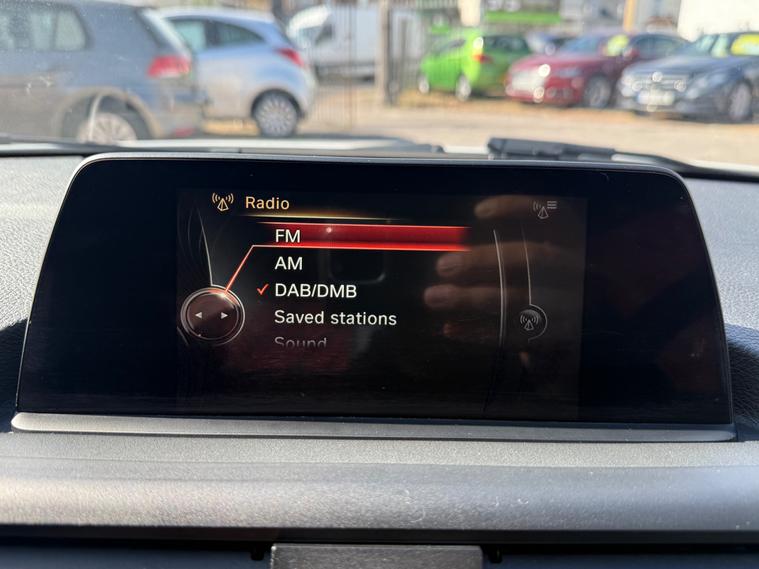 Radio
FM
AM
DAB/DMB
Saved stations
Sound